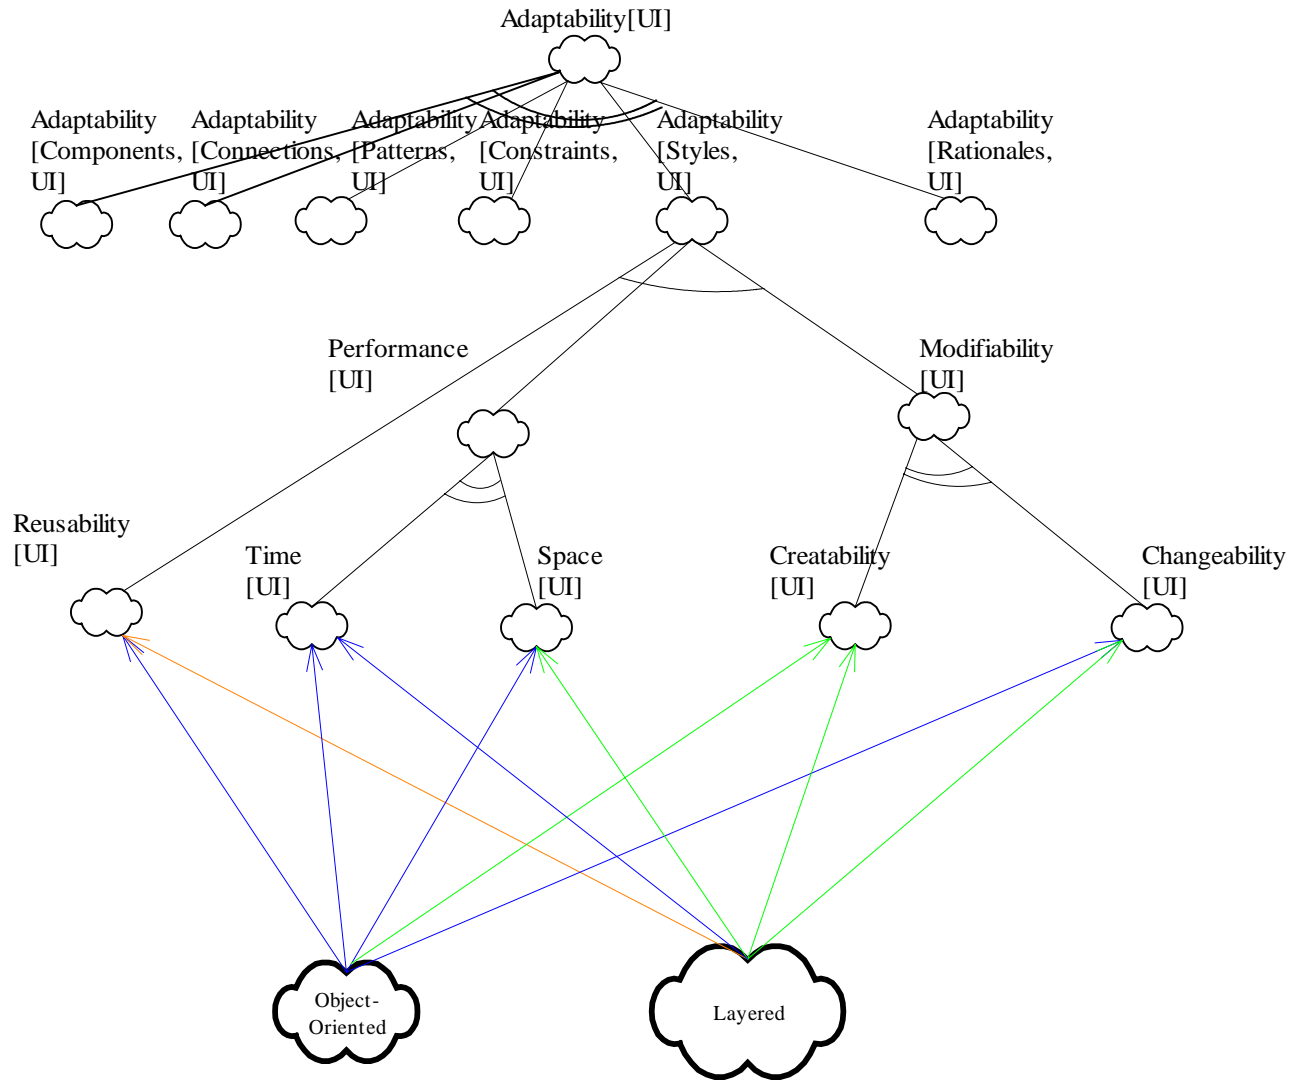 Adaptability[UI]
Adaptability
[Components,
UI]
Adaptability
[Connections,
UI]
Adaptability
[Patterns,
UI]
Adaptability
[Constraints,
UI]
Adaptability
[Styles,
UI]
Adaptability
[Rationales,
UI]
Performance
[UI]
Modifiability
[UI]
Reusability
[UI]
Time
[UI]
Space
[UI]
Creatability
[UI]
Changeability
[UI]
Object-
Oriented
Layered